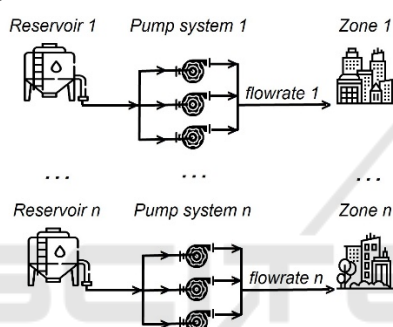 Reservoir 1 Pump system 1 Zone 1
flowrate 1
... ... ...
Reservoir n Pump system n Zone n
flowrate n